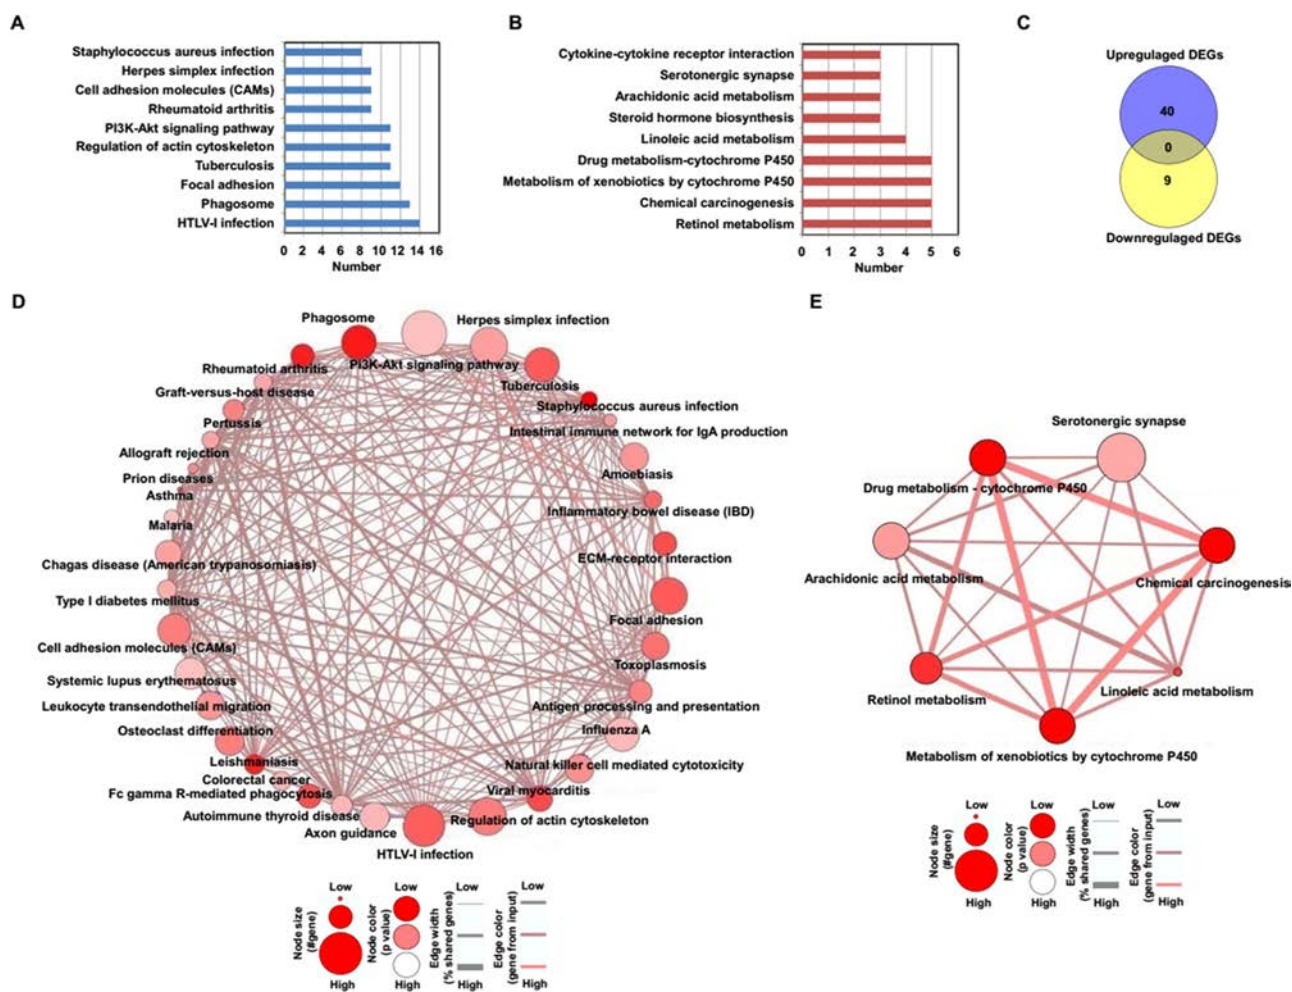 A
Staphylococcus aureus infection
Herpes simplex infection
Cell adhesion molecules (CAMs)
Rheumatoid arthritis
PI3K-Akt signaling pathway
Regulation of actin cytoskeleton
Tuberculosis
Focal adhesion
Phagosome
HTLV-I infection
0 2 4 6 8 10 12 14 16
Number
B
Cytokine-cytokine receptor interaction
Serotonergic synapse
Arachidonic acid metabolism
Steroid hormone biosynthesis
Linoleic acid metabolism
Drug metabolism-cytochrome P450
Metabolism of xenobiotics by cytochrome P450
Chemical carcinogenesis
Retinol metabolism
0 1 2 3 4 5 6
Number
C
Upregulaged DEGs
40
0
9
Downregulaged DEGs
D
Phagosome
Herpes simplex infection
Rheumatoid arthritis
PI3K-Akt signaling pathway
Graft-versus-host disease
Tuberculosis
Staphylococcus aureus infection
Pertussis
Intestinal immune network for IgA production
Allograft rejection
Amoebiasis
Prion diseases
Asthma
Inflammatory bowel disease (IBD)
Malaria
ECM-receptor interaction
Chagas disease (American trypanosomiasis)
Type I diabetes mellitus
Focal adhesion
Cell adhesion molecules (CAMs)
Toxoplasmosis
Systemic lupus erythematosus
Leukocyte transendothelial migration
Antigen processing and presentation
Osteoclast differentiation
Influenza A
Leishmaniasis
Natural killer cell mediated cytotoxicity
Colorectal cancer
Fc gamma R-mediated phagocytosis
Viral myocarditis
Autoimmune thyroid disease
Regulation of actin cytoskeleton
Axon guidance
HTLV-I infection
Node size
(#gene)
Low
High
Node color
(p value)
Low
High
Edge width
(% shared genes)
Low
High
Edge color
(gene from input)
Low
High
E
Serotonergic synapse
Drug metabolism - cytochrome P450
Arachidonic acid metabolism
Chemical carcinogenesis
Retinol metabolism
Linoleic acid metabolism
Metabolism of xenobiotics by cytochrome P450
Node size
(#gene)
Low
High
Node color
(p value)
Low
High
Edge width
(% shared genes)
Low
High
Edge color
(gene from input)
Low
High